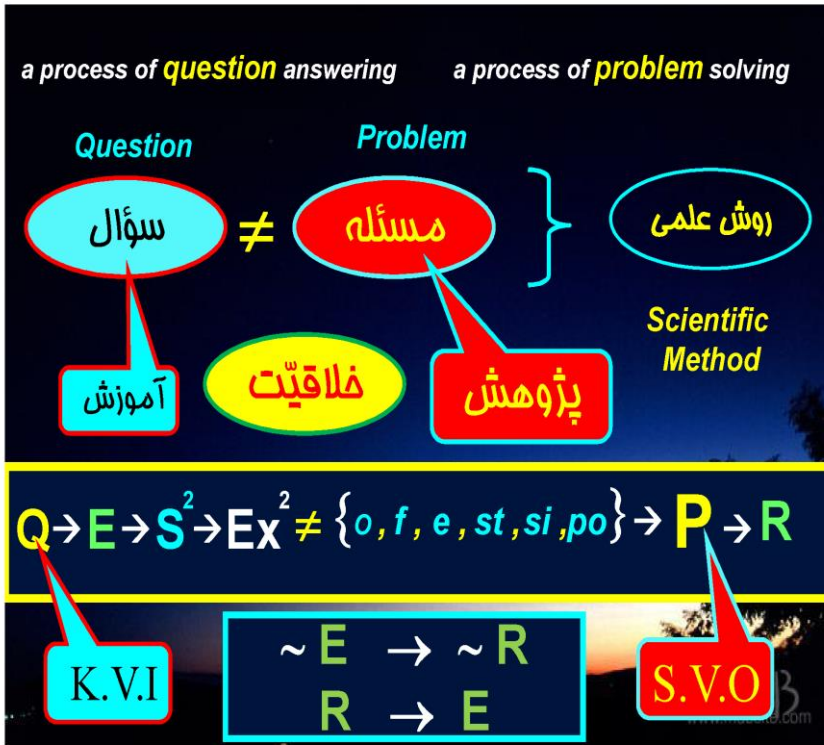 a process of question answering
a process of problem solving
Question
Problem
سؤال
≠
مسئله
}
روش علمی
Scientific
Method
آموزش
خلاقیّت
پژوهش
Q → E → S² → Ex² ≠ {o , f , e , st , si , po} → P → R
K.V.I
~ E → ~ R
R → E
S.V.O